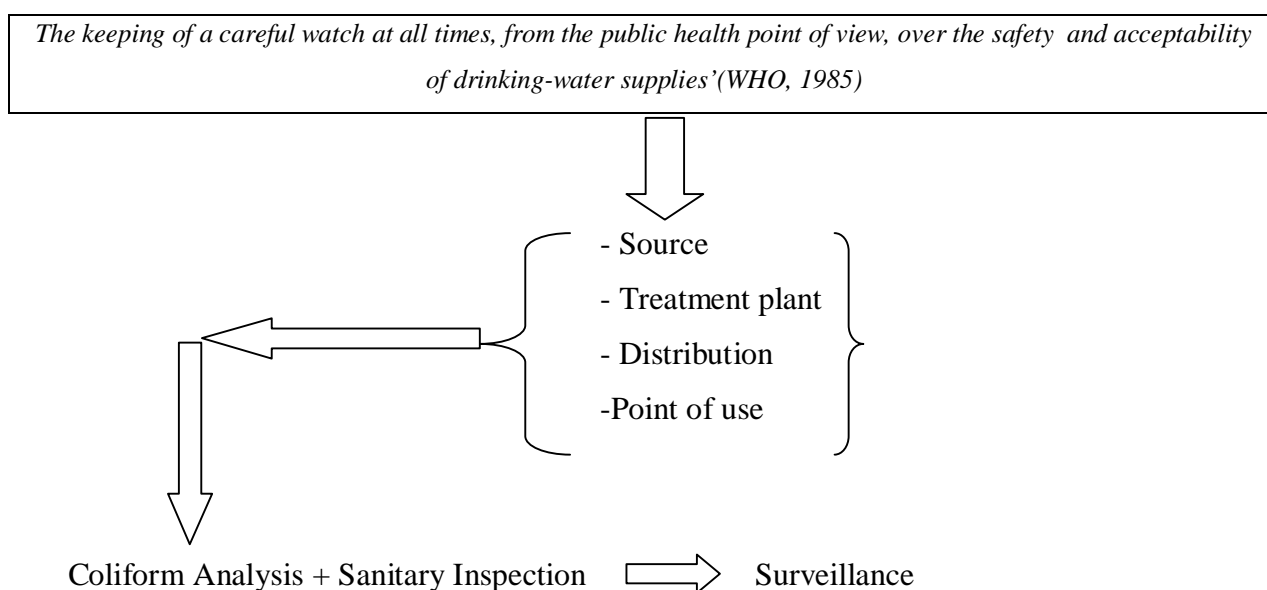 The keeping of a careful watch at all times, from the public health point of view, over the safety and acceptability
of drinking-water supplies’(WHO, 1985)
- Source
- Treatment plant
- Distribution
-Point of use
Coliform Analysis + Sanitary Inspection Surveillance